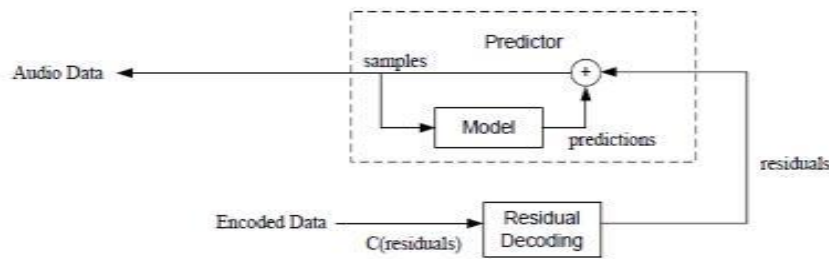 Predictor
samples
Audio Data
+
Model
predictions
residuals
Encoded Data
C(residuals)
Residual
Decoding